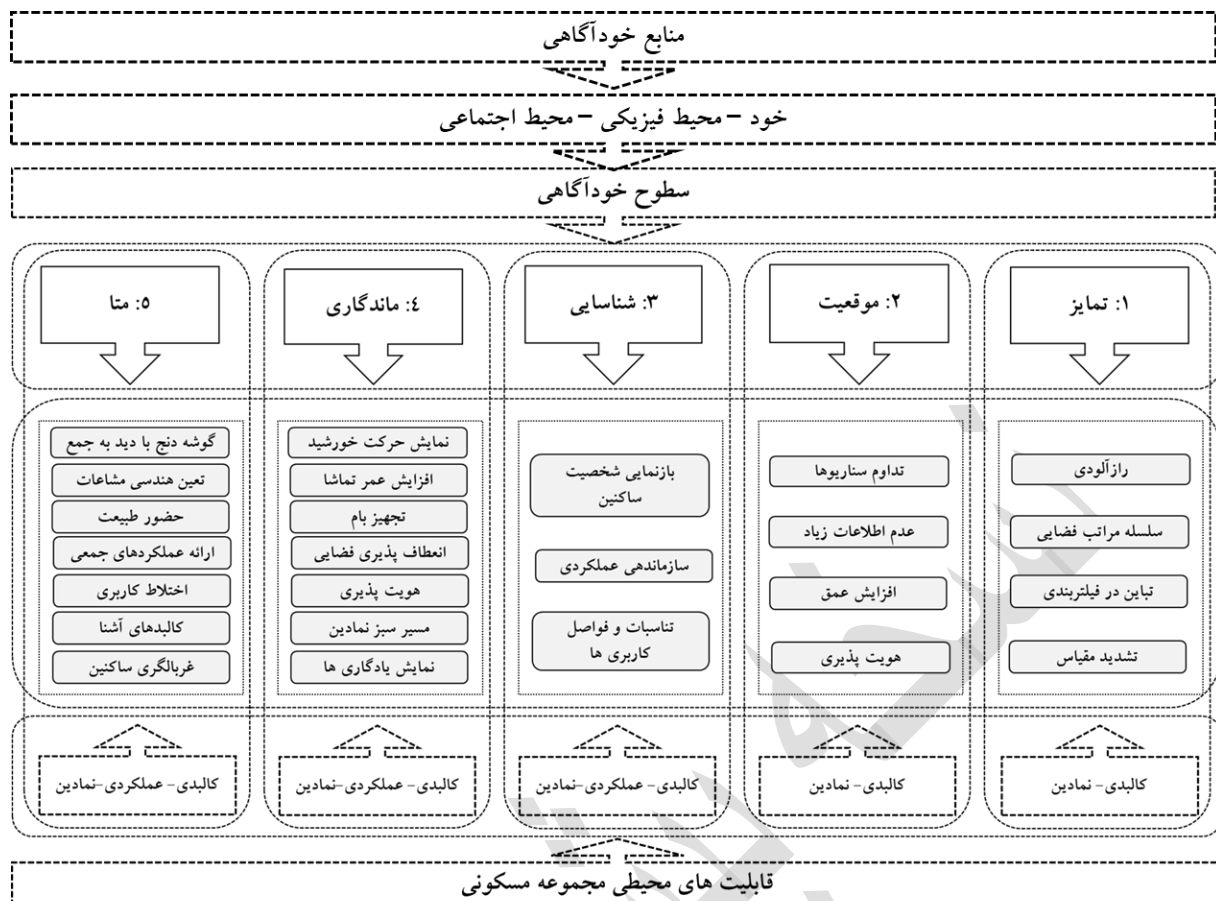 منابع خودآگاهی
خود – محیط فیزیکی – محیط اجتماعی
سطوح خودآگاهی
۱: تمایز
۲: موقعیت
۳: شناسایی
٤: ماندگاری
٥: متا
رازآلودی
سلسله مراتب فضایی
تباین در فیلتربندی
تشدید مقیاس
تداوم سناریوها
عدم اطلاعات زیاد
افزایش عمق
هویت پذیری
بازنمایی شخصیت
ساکنین
سازماندهی عملکردی
تناسبات و فواصل
کاربری ها
نمایش حرکت خورشید
افزایش عمر تماشا
تجهیز بام
انعطاف پذیری فضایی
هویت پذیری
مسیر سبز نمادین
نمایش یادگاری ها
گوشه دنج با دید به جمع
تعین هندسی مشاعات
حضور طبیعت
ارائه عملکردهای جمعی
اختلاط کاربری
کالبدهای آشنا
غربالگری ساکنین
کالبدی- نمادین
کالبدی- نمادین
کالبدی- عملکردی-نمادین
کالبدی- عملکردی-نمادین
کالبدی- عملکردی-نمادین
قابلیت های محیطی مجموعه مسکونی